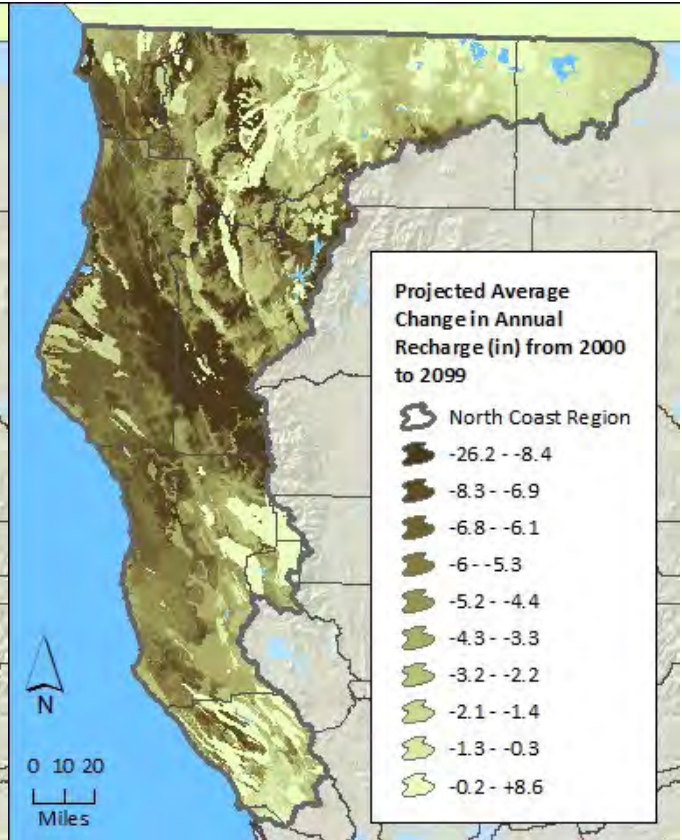 Projected Average
Change in Annual
Recharge (in) from 2000
to 2099
North Coast Region
-26.2 - -8.4
-8.3 - -6.9
-6.8 - -6.1
-6 - -5.3
-5.2 - -4.4
-4.3 - -3.3
-3.2 - -2.2
-2.1 - -1.4
-1.3 - -0.3
-0.2 - +8.6
N
0 10 20
Miles